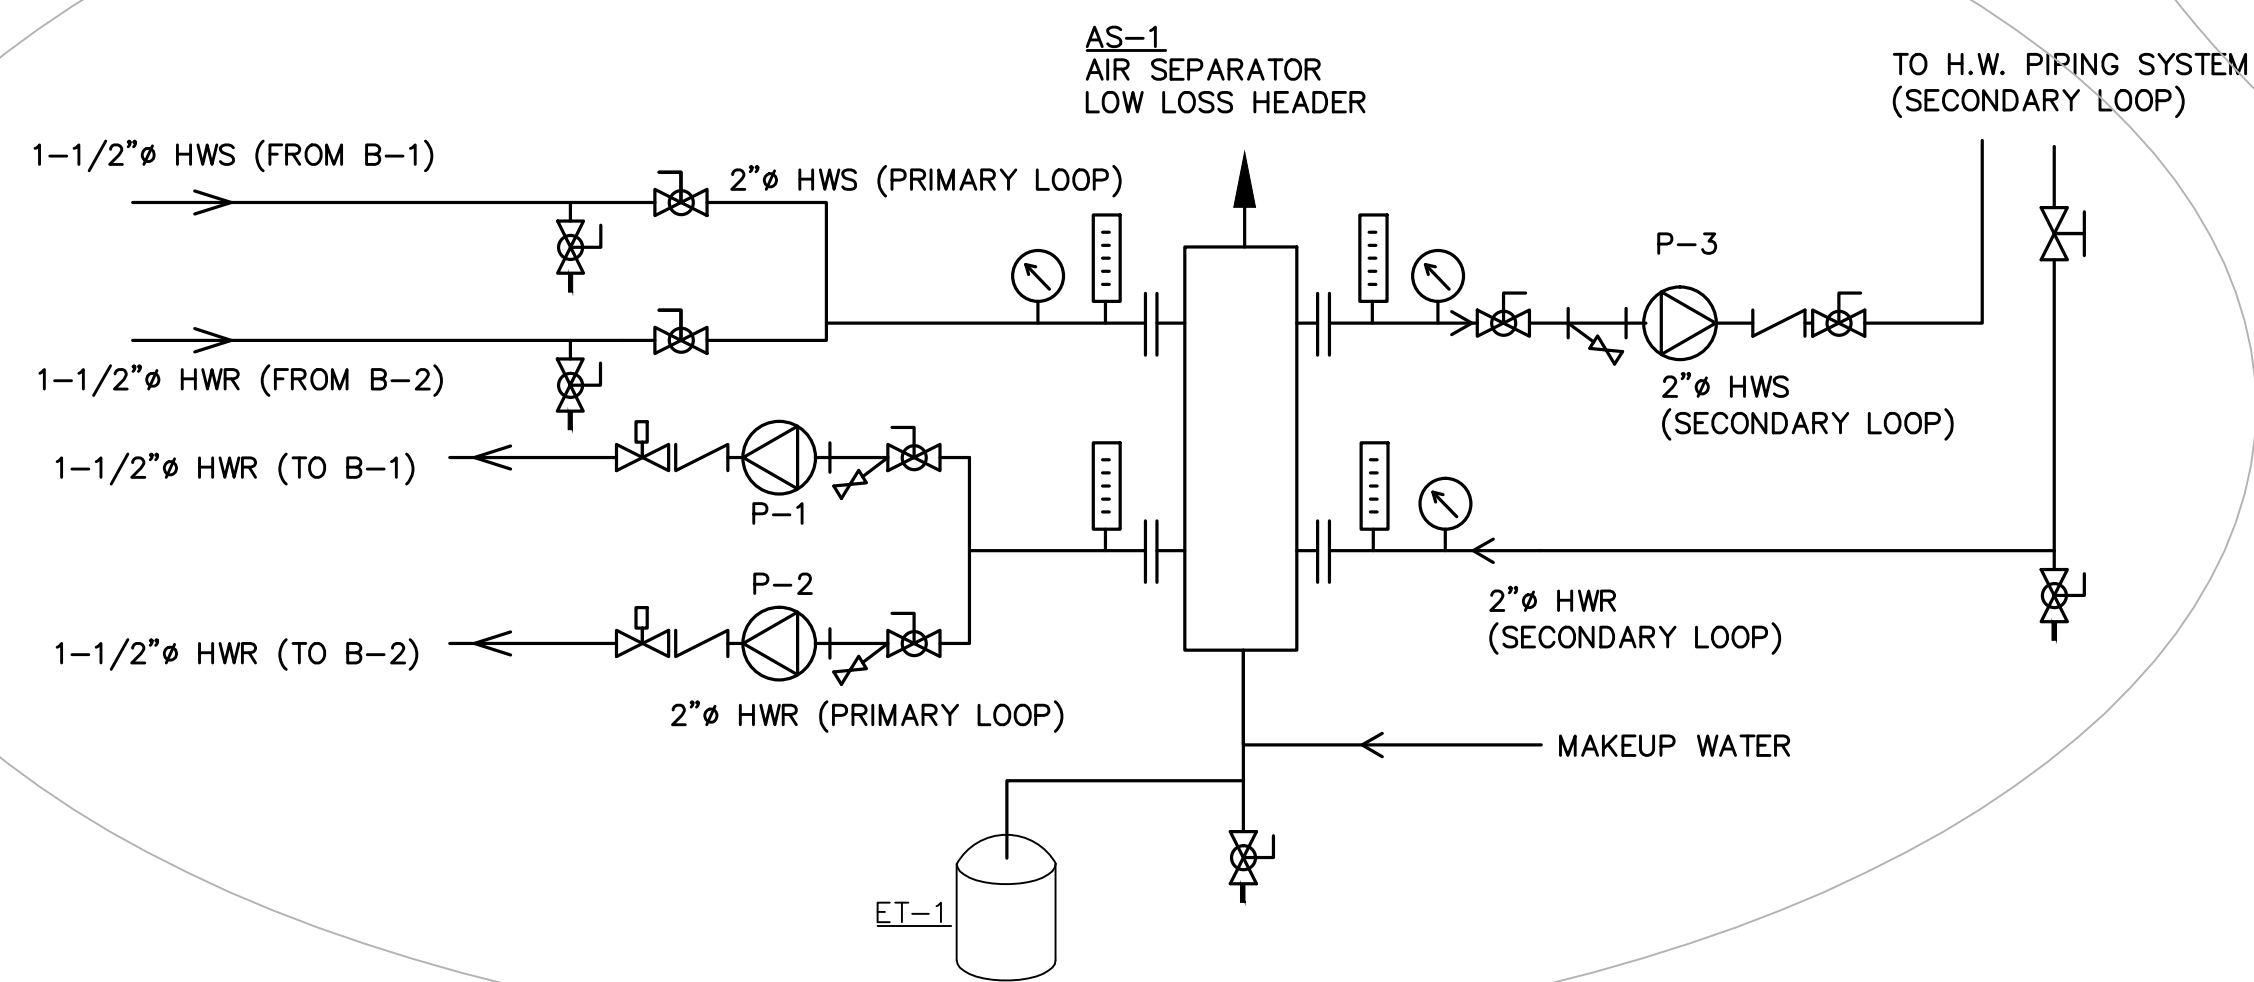 AS-1
AIR SEPARATOR
LOW LOSS HEADER
TO H.W. PIPING SYSTEM
(SECONDARY LOOP)
1-1/2"ø HWS (FROM B-1)
2"ø HWS (PRIMARY LOOP)
P-3
1-1/2"ø HWR (FROM B-2)
2"ø HWS
(SECONDARY LOOP)
1-1/2"ø HWR (TO B-1)
P-1
P-2
2"ø HWR
(SECONDARY LOOP)
1-1/2"ø HWR (TO B-2)
2"ø HWR (PRIMARY LOOP)
MAKEUP WATER
ET-1